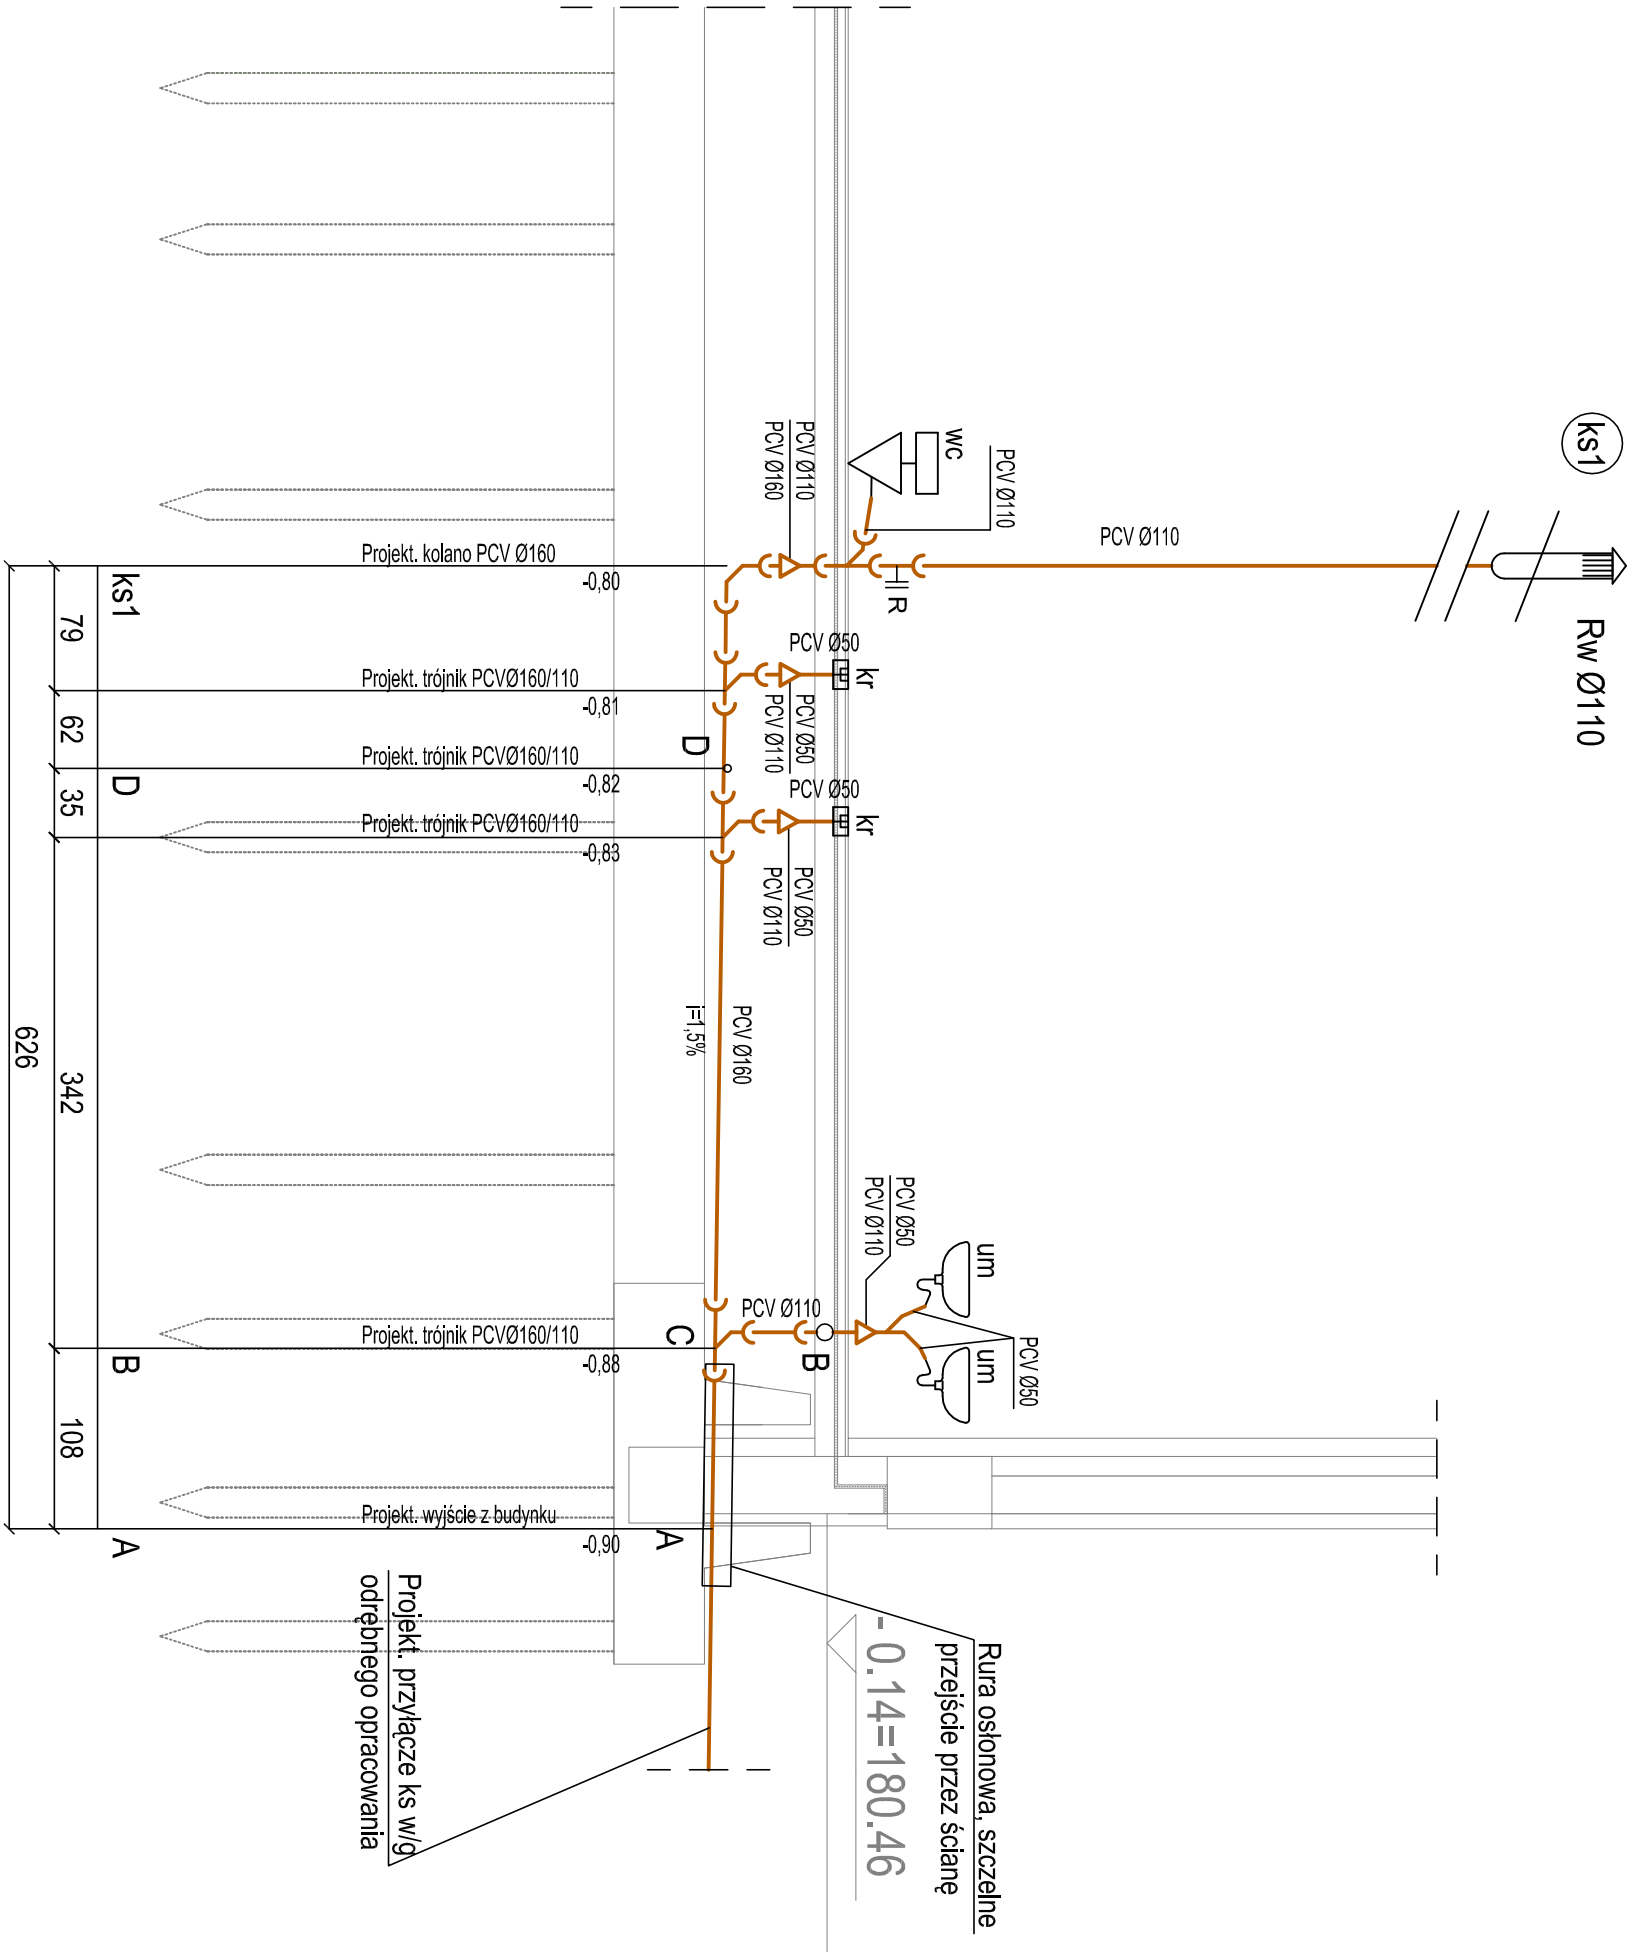 ks1
Rw Ø110
PCV Ø110
PCV Ø110
wc
PCV Ø110
PCV Ø160
R
PCV Ø50
kr
PCV Ø50
PCV Ø110
PCV Ø50
kr
PCV Ø50
PCV Ø110
D
PCV Ø160
i=1,5%
PCV Ø50
PCV Ø110
um
um
PCV Ø50
PCV Ø110
B
C
A
Projekt. kolano PCV Ø160
-0,80
Projekt. trójnik PCVØ160/110
-0,81
Projekt. trójnik PCVØ160/110
-0,82
Projekt. trójnik PCVØ160/110
-0,83
Projekt. trójnik PCVØ160/110
-0,88
Projekt. wyjście z budynku
-0,90
ks1
D
B
A
79
62
35
342
108
626
Rura osłonowa, szczelne
przejście przez ścianę
- 0.14=180.46
Projekt. przyłącze ks w/g
odrębnego opracowania